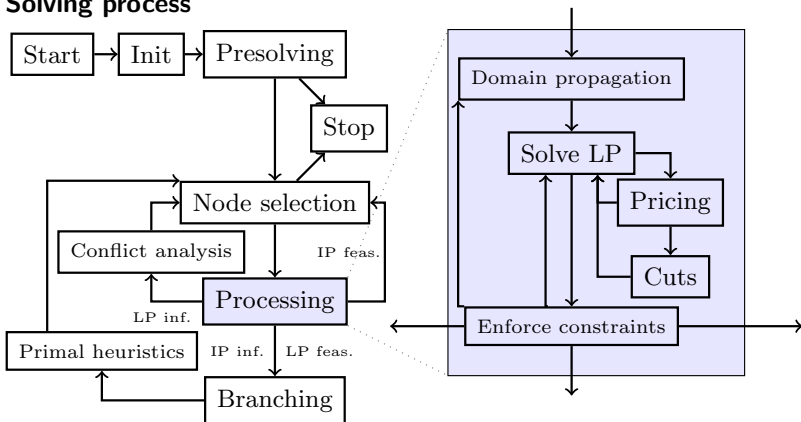 Solving process
Start
Init
Presolving
Stop
Node selection
Conflict analysis
IP feas.
Processing
LP inf.
Primal heuristics
IP inf.
LP feas.
Branching
Domain propagation
Solve LP
Pricing
Cuts
Enforce constraints